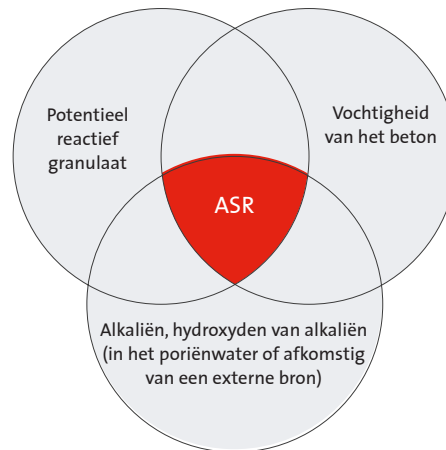 Potentieel
reactief
granulaat
Vochtigheid
van het beton
ASR
Alkaliën, hydroxyden van alkaliën
(in het poriënwater of afkomstig
van een externe bron)